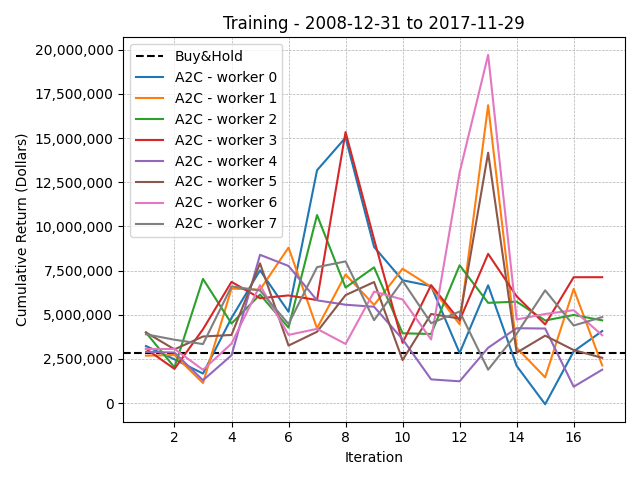 Training - 2008-12-31 to 2017-11-29
20,000,000
17,500,000
15,000,000
12,500,000
10,000,000
7,500,000
5,000,000
2,500,000
0
Cumulative Return (Dollars)
Buy&Hold
A2C - worker 0
A2C - worker 1
A2C - worker 2
A2C - worker 3
A2C - worker 4
A2C - worker 5
A2C - worker 6
A2C - worker 7
2 4 6 8 10 12 14 16
Iteration